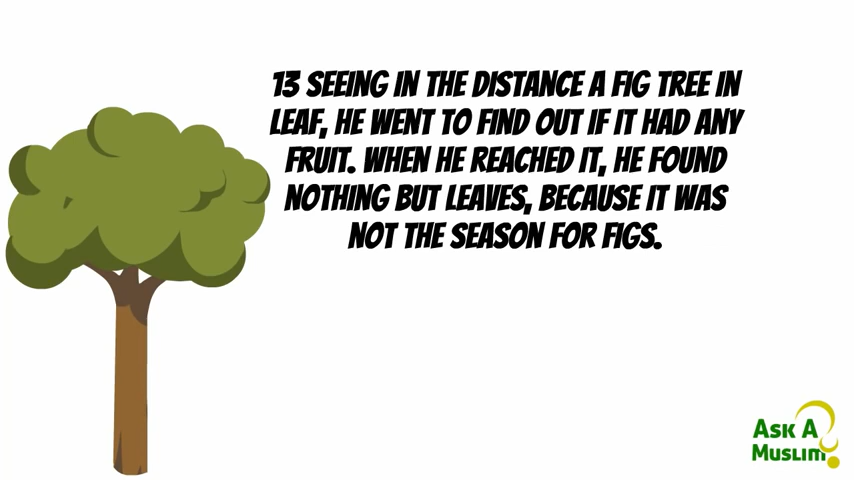 13 SEEING IN THE DISTANCE A FIG TREE IN
LEAF, HE WENT TO FIND OUT IF IT HAD ANY
FRUIT. WHEN HE REACHED IT, HE FOUND
NOTHING BUT LEAVES, BECAUSE IT WAS
NOT THE SEASON FOR FIGS.
ASK A
MUSLIM?